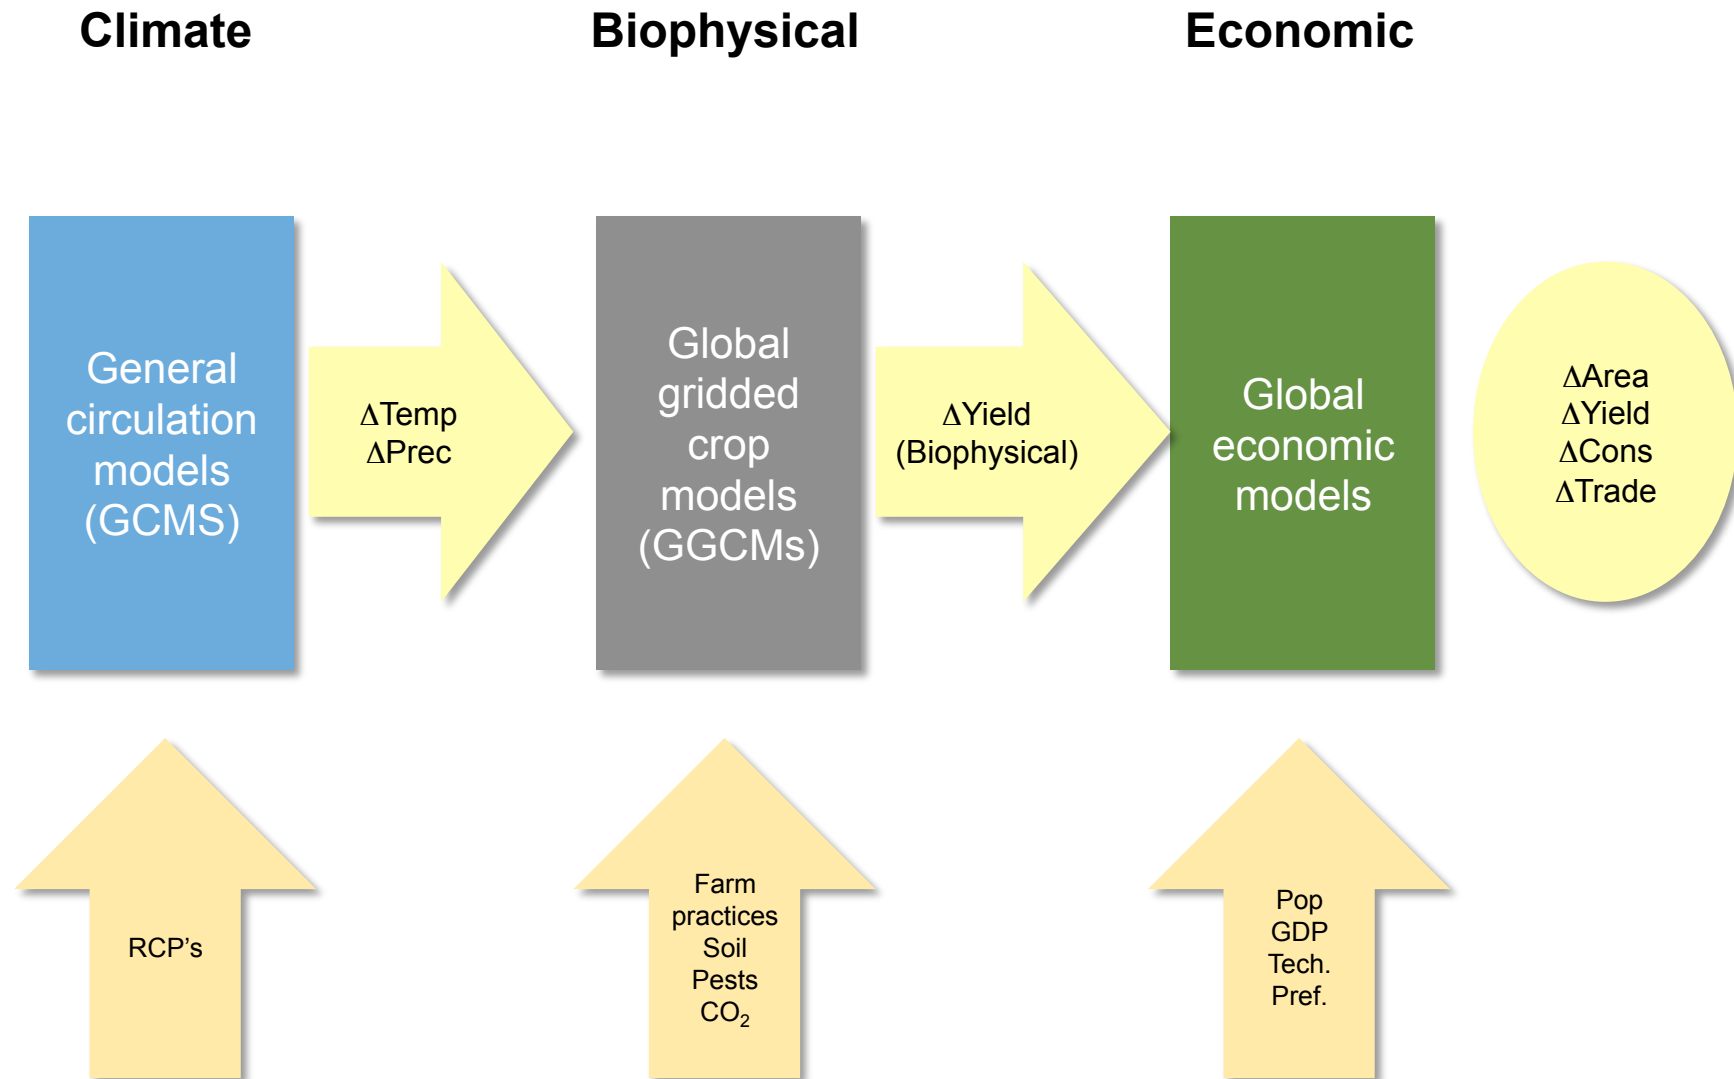 Climate
Biophysical
Economic
General
circulation
models
(GCMS)
ΔTemp
ΔPrec
Global
gridded
crop
models
(GGCMs)
ΔYield
(Biophysical)
Global
economic
models
ΔArea
ΔYield
ΔCons
ΔTrade
RCP’s
Farm
practices
Soil
Pests
CO₂
Pop
GDP
Tech.
Pref.